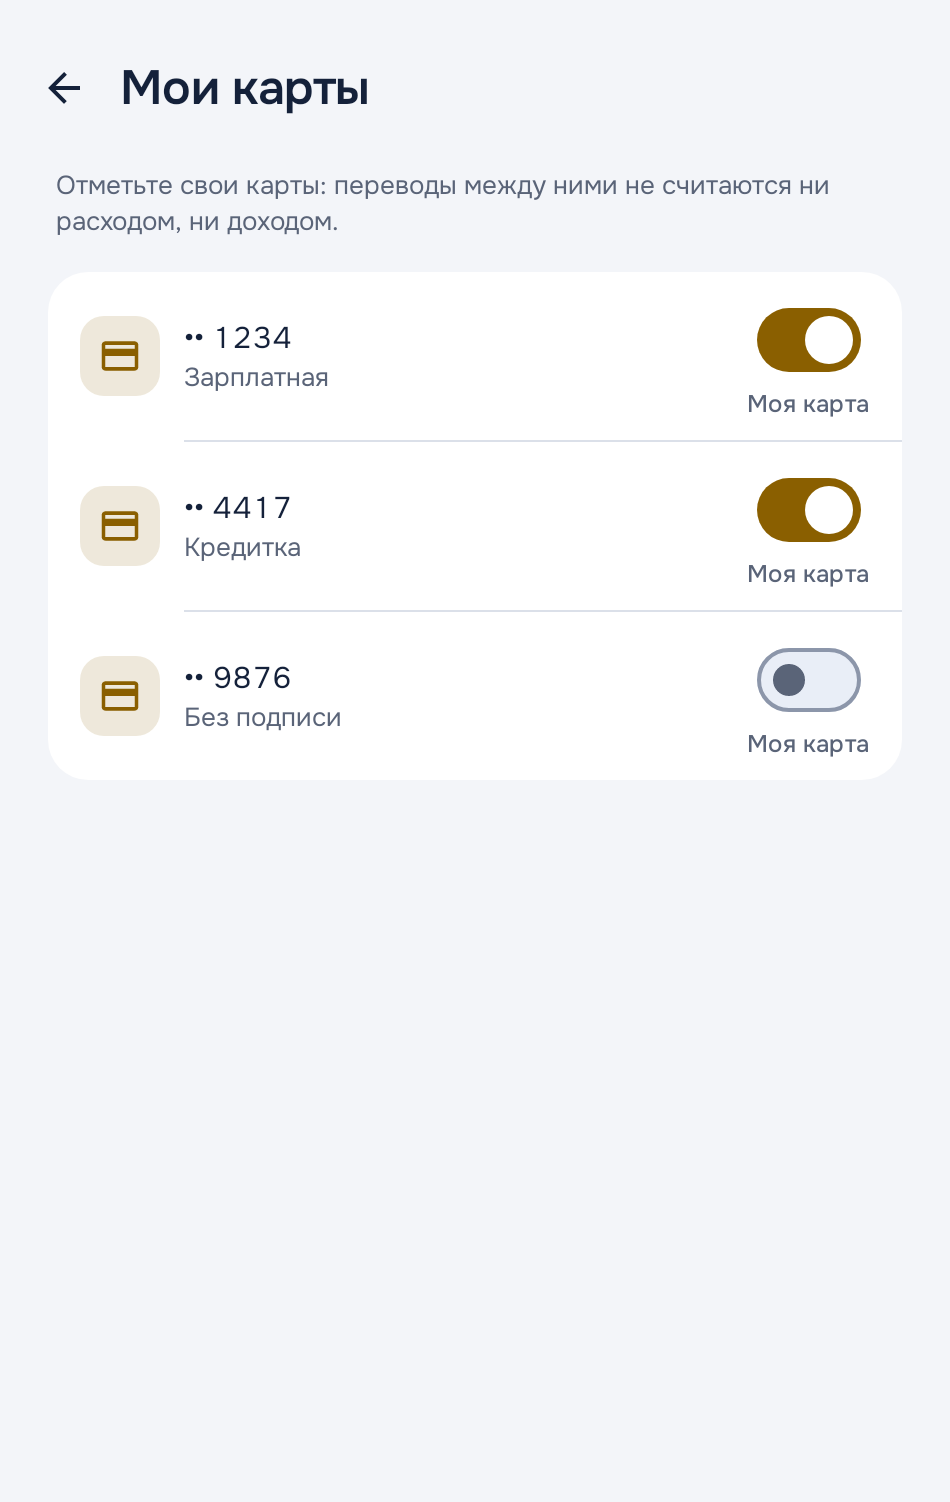 Мои карты
Отметьте свои карты: переводы между ними не считаются ни
расходом, ни доходом.
•• 1234
Зарплатная
Моя карта
•• 4417
Кредитка
Моя карта
•• 9876
Без подписи
Моя карта